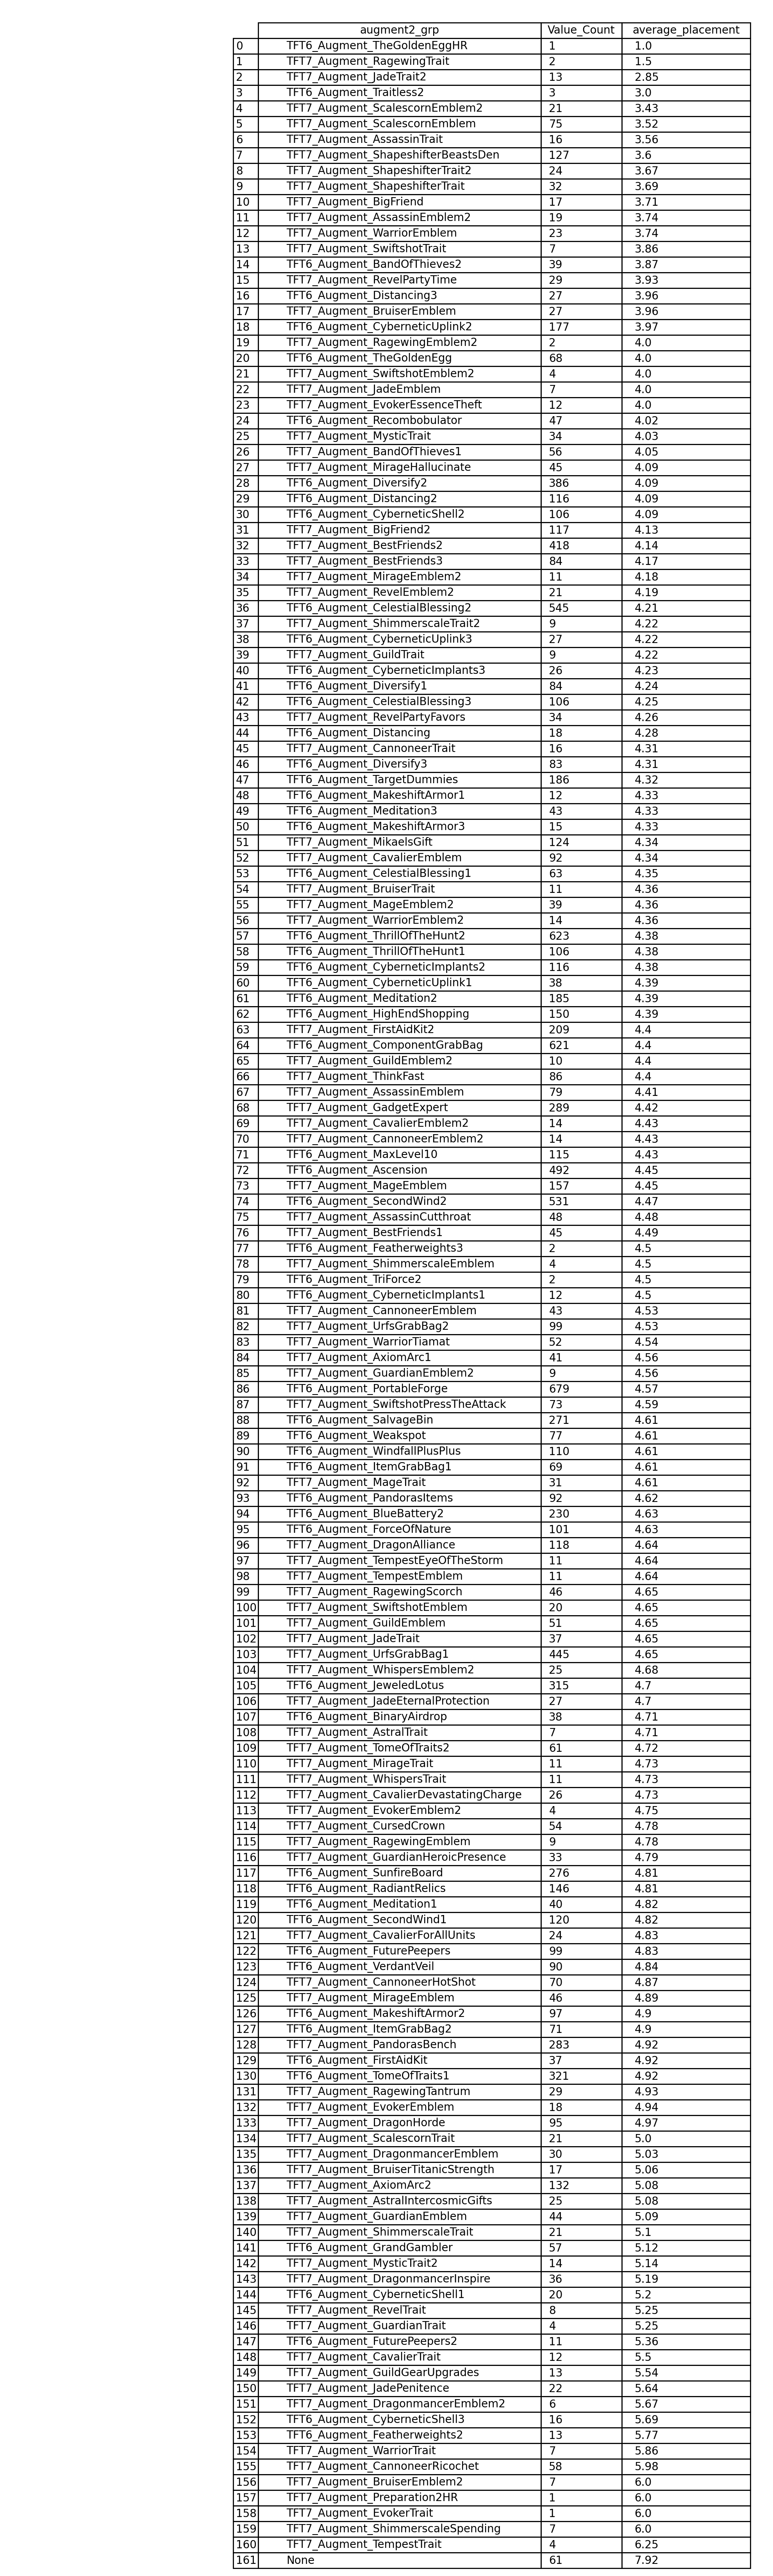 augment2_grp Value_Count average_placement
0 TFT6_Augment_TheGoldenEggHR 1 1.0
1 TFT7_Augment_RagewingTrait 2 1.5
2 TFT7_Augment_JadeTrait2 13 2.85
3 TFT6_Augment_Traitless2 3 3.0
4 TFT7_Augment_ScalescornEmblem2 21 3.43
5 TFT7_Augment_ScalescornEmblem 75 3.52
6 TFT7_Augment_AssassinTrait 16 3.56
7 TFT7_Augment_ShapeshifterBeastsDen 127 3.6
8 TFT7_Augment_ShapeshifterTrait2 24 3.67
9 TFT7_Augment_ShapeshifterTrait 32 3.69
10 TFT7_Augment_BigFriend 17 3.71
11 TFT7_Augment_AssassinEmblem2 19 3.74
12 TFT7_Augment_WarriorEmblem 23 3.74
13 TFT7_Augment_SwiftshotTrait 7 3.86
14 TFT6_Augment_BandOfThieves2 39 3.87
15 TFT7_Augment_RevelPartyTime 29 3.93
16 TFT6_Augment_Distancing3 27 3.96
17 TFT7_Augment_BruiserEmblem 27 3.96
18 TFT6_Augment_CyberneticUplink2 177 3.97
19 TFT7_Augment_RagewingEmblem2 2 4.0
20 TFT6_Augment_TheGoldenEgg 68 4.0
21 TFT7_Augment_SwiftshotEmblem2 4 4.0
22 TFT7_Augment_JadeEmblem 7 4.0
23 TFT7_Augment_EvokerEssenceTheft 12 4.0
24 TFT6_Augment_Recombobulator 47 4.02
25 TFT7_Augment_MysticTrait 34 4.03
26 TFT7_Augment_BandOfThieves1 56 4.05
27 TFT7_Augment_MirageHallucinate 45 4.09
28 TFT6_Augment_Diversify2 386 4.09
29 TFT6_Augment_Distancing2 116 4.09
30 TFT6_Augment_CyberneticShell2 106 4.09
31 TFT7_Augment_BigFriend2 117 4.13
32 TFT7_Augment_BestFriends2 418 4.14
33 TFT7_Augment_BestFriends3 84 4.17
34 TFT7_Augment_MirageEmblem2 11 4.18
35 TFT7_Augment_RevelEmblem2 21 4.19
36 TFT6_Augment_CelestialBlessing2 545 4.21
37 TFT7_Augment_ShimmerscaleTrait2 9 4.22
38 TFT6_Augment_CyberneticUplink3 27 4.22
39 TFT7_Augment_GuildTrait 9 4.22
40 TFT6_Augment_CyberneticImplants3 26 4.23
41 TFT6_Augment_Diversify1 84 4.24
42 TFT6_Augment_CelestialBlessing3 106 4.25
43 TFT7_Augment_RevelPartyFavors 34 4.26
44 TFT6_Augment_Distancing 18 4.28
45 TFT7_Augment_CannoneerTrait 16 4.31
46 TFT6_Augment_Diversify3 83 4.31
47 TFT6_Augment_TargetDummies 186 4.32
48 TFT6_Augment_MakeshiftArmor1 12 4.33
49 TFT6_Augment_Meditation3 43 4.33
50 TFT6_Augment_MakeshiftArmor3 15 4.33
51 TFT7_Augment_MikaelsGift 124 4.34
52 TFT7_Augment_CavalierEmblem 92 4.34
53 TFT6_Augment_CelestialBlessing1 63 4.35
54 TFT7_Augment_BruiserTrait 11 4.36
55 TFT7_Augment_MageEmblem2 39 4.36
56 TFT7_Augment_WarriorEmblem2 14 4.36
57 TFT6_Augment_ThrillOfTheHunt2 623 4.38
58 TFT6_Augment_ThrillOfTheHunt1 106 4.38
59 TFT6_Augment_CyberneticImplants2 116 4.38
60 TFT6_Augment_CyberneticUplink1 38 4.39
61 TFT6_Augment_Meditation2 185 4.39
62 TFT6_Augment_HighEndShopping 150 4.39
63 TFT7_Augment_FirstAidKit2 209 4.4
64 TFT6_Augment_ComponentGrabBag 621 4.4
65 TFT7_Augment_GuildEmblem2 10 4.4
66 TFT7_Augment_ThinkFast 86 4.4
67 TFT7_Augment_AssassinEmblem 79 4.41
68 TFT7_Augment_GadgetExpert 289 4.42
69 TFT7_Augment_CavalierEmblem2 14 4.43
70 TFT7_Augment_CannoneerEmblem2 14 4.43
71 TFT6_Augment_MaxLevel10 115 4.43
72 TFT6_Augment_Ascension 492 4.45
73 TFT7_Augment_MageEmblem 157 4.45
74 TFT6_Augment_SecondWind2 531 4.47
75 TFT7_Augment_AssassinCutthroat 48 4.48
76 TFT7_Augment_BestFriends1 45 4.49
77 TFT6_Augment_Featherweights3 2 4.5
78 TFT7_Augment_ShimmerscaleEmblem 4 4.5
79 TFT6_Augment_TriForce2 2 4.5
80 TFT6_Augment_CyberneticImplants1 12 4.5
81 TFT7_Augment_CannoneerEmblem 43 4.53
82 TFT7_Augment_UrfsGrabBag2 99 4.53
83 TFT7_Augment_WarriorTiamat 52 4.54
84 TFT7_Augment_AxiomArc1 41 4.56
85 TFT7_Augment_GuardianEmblem2 9 4.56
86 TFT6_Augment_PortableForge 679 4.57
87 TFT7_Augment_SwiftshotPressTheAttack 73 4.59
88 TFT6_Augment_SalvageBin 271 4.61
89 TFT6_Augment_Weakspot 77 4.61
90 TFT6_Augment_WindfallPlusPlus 110 4.61
91 TFT6_Augment_ItemGrabBag1 69 4.61
92 TFT7_Augment_MageTrait 31 4.61
93 TFT6_Augment_PandorasItems 92 4.62
94 TFT6_Augment_BlueBattery2 230 4.63
95 TFT6_Augment_ForceOfNature 101 4.63
96 TFT7_Augment_DragonAlliance 118 4.64
97 TFT7_Augment_TempestEyeOfTheStorm 11 4.64
98 TFT7_Augment_TempestEmblem 11 4.64
99 TFT7_Augment_RagewingScorch 46 4.65
100 TFT7_Augment_SwiftshotEmblem 20 4.65
101 TFT7_Augment_GuildEmblem 51 4.65
102 TFT7_Augment_JadeTrait 37 4.65
103 TFT7_Augment_UrfsGrabBag1 445 4.65
104 TFT7_Augment_WhispersEmblem2 25 4.68
105 TFT6_Augment_JeweledLotus 315 4.7
106 TFT7_Augment_JadeEternalProtection 27 4.7
107 TFT6_Augment_BinaryAirdrop 38 4.71
108 TFT7_Augment_AstralTrait 7 4.71
109 TFT7_Augment_TomeOfTraits2 61 4.72
110 TFT7_Augment_MirageTrait 11 4.73
111 TFT7_Augment_WhispersTrait 11 4.73
112 TFT7_Augment_CavalierDevastatingCharge 26 4.73
113 TFT7_Augment_EvokerEmblem2 4 4.75
114 TFT7_Augment_CursedCrown 54 4.78
115 TFT7_Augment_RagewingEmblem 9 4.78
116 TFT7_Augment_GuardianHeroicPresence 33 4.79
117 TFT6_Augment_SunfireBoard 276 4.81
118 TFT6_Augment_RadiantRelics 146 4.81
119 TFT6_Augment_Meditation1 40 4.82
120 TFT6_Augment_SecondWind1 120 4.82
121 TFT7_Augment_CavalierForAllUnits 24 4.83
122 TFT6_Augment_FuturePeepers 99 4.83
123 TFT6_Augment_VerdantVeil 90 4.84
124 TFT7_Augment_CannoneerHotShot 70 4.87
125 TFT7_Augment_MirageEmblem 46 4.89
126 TFT6_Augment_MakeshiftArmor2 97 4.9
127 TFT6_Augment_ItemGrabBag2 71 4.9
128 TFT7_Augment_PandorasBench 283 4.92
129 TFT6_Augment_FirstAidKit 37 4.92
130 TFT6_Augment_TomeOfTraits1 321 4.92
131 TFT7_Augment_RagewingTantrum 29 4.93
132 TFT7_Augment_EvokerEmblem 18 4.94
133 TFT7_Augment_DragonHorde 95 4.97
134 TFT7_Augment_ScalescornTrait 21 5.0
135 TFT7_Augment_DragonmancerEmblem 30 5.03
136 TFT7_Augment_BruiserTitanicStrength 17 5.06
137 TFT7_Augment_AxiomArc2 132 5.08
138 TFT7_Augment_AstralIntercosmicGifts 25 5.08
139 TFT7_Augment_GuardianEmblem 44 5.09
140 TFT7_Augment_ShimmerscaleTrait 21 5.1
141 TFT6_Augment_GrandGambler 57 5.12
142 TFT7_Augment_MysticTrait2 14 5.14
143 TFT7_Augment_DragonmancerInspire 36 5.19
144 TFT6_Augment_CyberneticShell1 20 5.2
145 TFT7_Augment_RevelTrait 8 5.25
146 TFT7_Augment_GuardianTrait 4 5.25
147 TFT6_Augment_FuturePeepers2 11 5.36
148 TFT7_Augment_CavalierTrait 12 5.5
149 TFT7_Augment_GuildGearUpgrades 13 5.54
150 TFT7_Augment_JadePenitence 22 5.64
151 TFT7_Augment_DragonmancerEmblem2 6 5.67
152 TFT6_Augment_CyberneticShell3 16 5.69
153 TFT6_Augment_Featherweights2 13 5.77
154 TFT7_Augment_WarriorTrait 7 5.86
155 TFT7_Augment_CannoneerRicochet 58 5.98
156 TFT7_Augment_BruiserEmblem2 7 6.0
157 TFT7_Augment_Preparation2HR 1 6.0
158 TFT7_Augment_EvokerTrait 1 6.0
159 TFT7_Augment_ShimmerscaleSpending 7 6.0
160 TFT7_Augment_TempestTrait 4 6.25
161 None 61 7.92